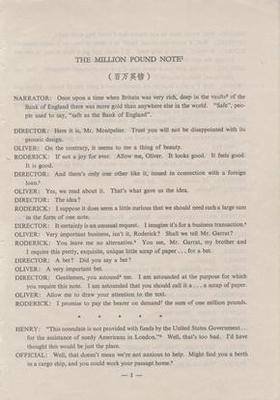 THE MILLION POUND NOTE¹
(百万英镑)
NARRATOR: Once upon a time when Britain was very rich, deep in the vaults² of the
Bank of England there was more gold than anywhere else in the world. "Safe", peo-
ple used to say, "safe as the Bank of England".
DIRECTOR: Here it is, Mr. Montpelier. Trust you will not be disappointed with its
prosaic design.
OLIVER: On the contrary, it seems to me a thing of beauty.
RODERICK: If not a joy for ever. Allow me, Oliver. It looks good. It feels good.
It is good.
DIRECTOR: And there's only one other like it, issued in connection with a foreign
loan.³
OLIVER: Yes, we read about it. That's what gave us the idea.
DIRECTOR: The idea?
RODERICK: I suppose it does seem a little curious that we should need such a large sum
in the form of one note.
DIRECTOR: It certainly is an unusual request. I imagine it's for a business transaction.⁴
OLIVER: Very important business, isn't it, Roderick? Shall we tell Mr. Garrat?
RODERICK: You leave me no alternative.⁵ You see, Mr. Garrat, my brother and
I require this pretty, exquisite, unique little scrap of paper . . . for a bet.
DIRECTOR: A bet? Did you say a bet?
OLIVER: A very important bet.
DIRECTOR: Gentlemen, you astound⁶ me. I am astounded at the purpose for which
you require this note. I am astounded that you should call it a . . . a scrap of paper.
OLIVER: Allow me to draw your attention to the text.
RODERICK: I promise to pay the bearer on demand⁷ the sum of one million pounds.
* * * * *
HENRY: "This consulate is not provided with funds by the United States Government . . .
for the assistance of needy Americans in London."⁸ Well, that's too bad. I'd have
thought this would be just the place.
OFFICIAL: Well, that doesn't mean we're not anxious to help. Might find you a berth
in a cargo ship, and you could work your passage home.⁹
— 1 —